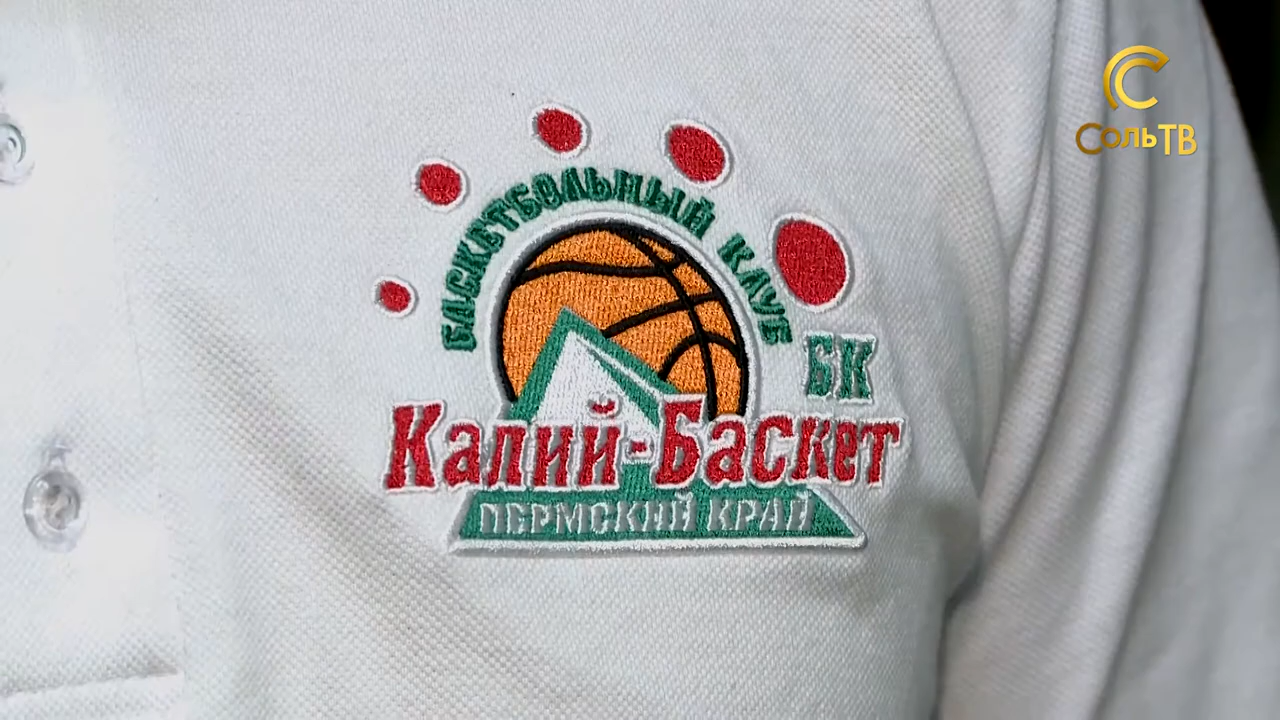 СольТВ
БАСКЕТБОЛЬНЫЙ КЛУБ
БК
Калий-Баскет
ПЕРМСКИЙ КРАЙ